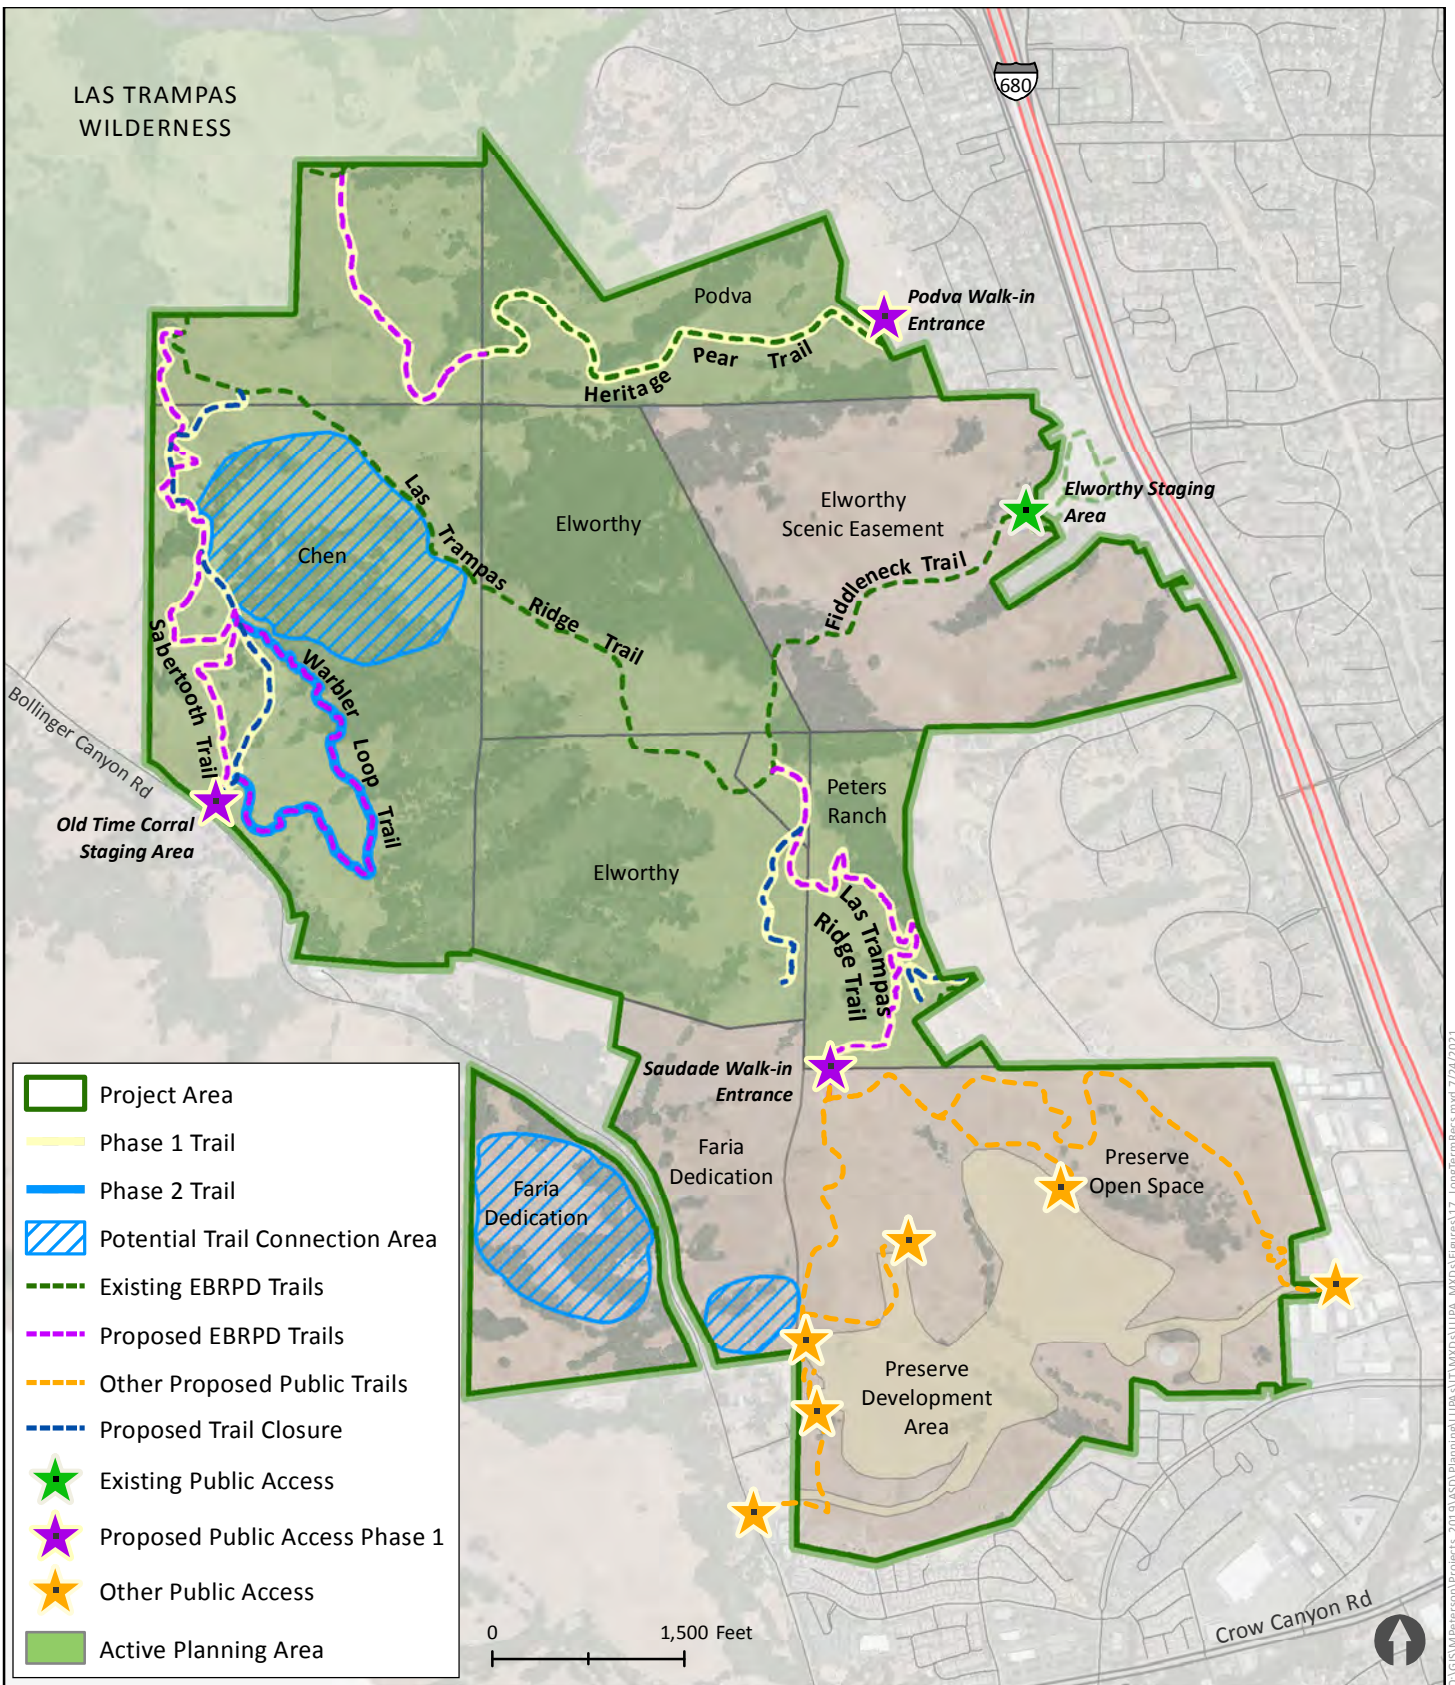 LAS TRAMPAS
WILDERNESS
680
Podva
Podva Walk-in
Entrance
Heritage Pear Trail
Elworthy Staging
Area
Elworthy
Scenic Easement
Elworthy
Fiddleneck Trail
Las Trampas Ridge Trail
Chen
Sabertooth Trail
Warbler Loop Trail
Bollinger Canyon Rd
Old Time Corral
Staging Area
Peters
Ranch
Elworthy
Las Trampas
Ridge Trail
Saudade Walk-in
Entrance
Faria
Dedication
Faria
Dedication
Preserve
Open Space
Preserve
Development
Area
Crow Canyon Rd
Project Area
Phase 1 Trail
Phase 2 Trail
Potential Trail Connection Area
Existing EBRPD Trails
Proposed EBRPD Trails
Other Proposed Public Trails
Proposed Trail Closure
Existing Public Access
Proposed Public Access Phase 1
Other Public Access
Active Planning Area
0 1,500 Feet